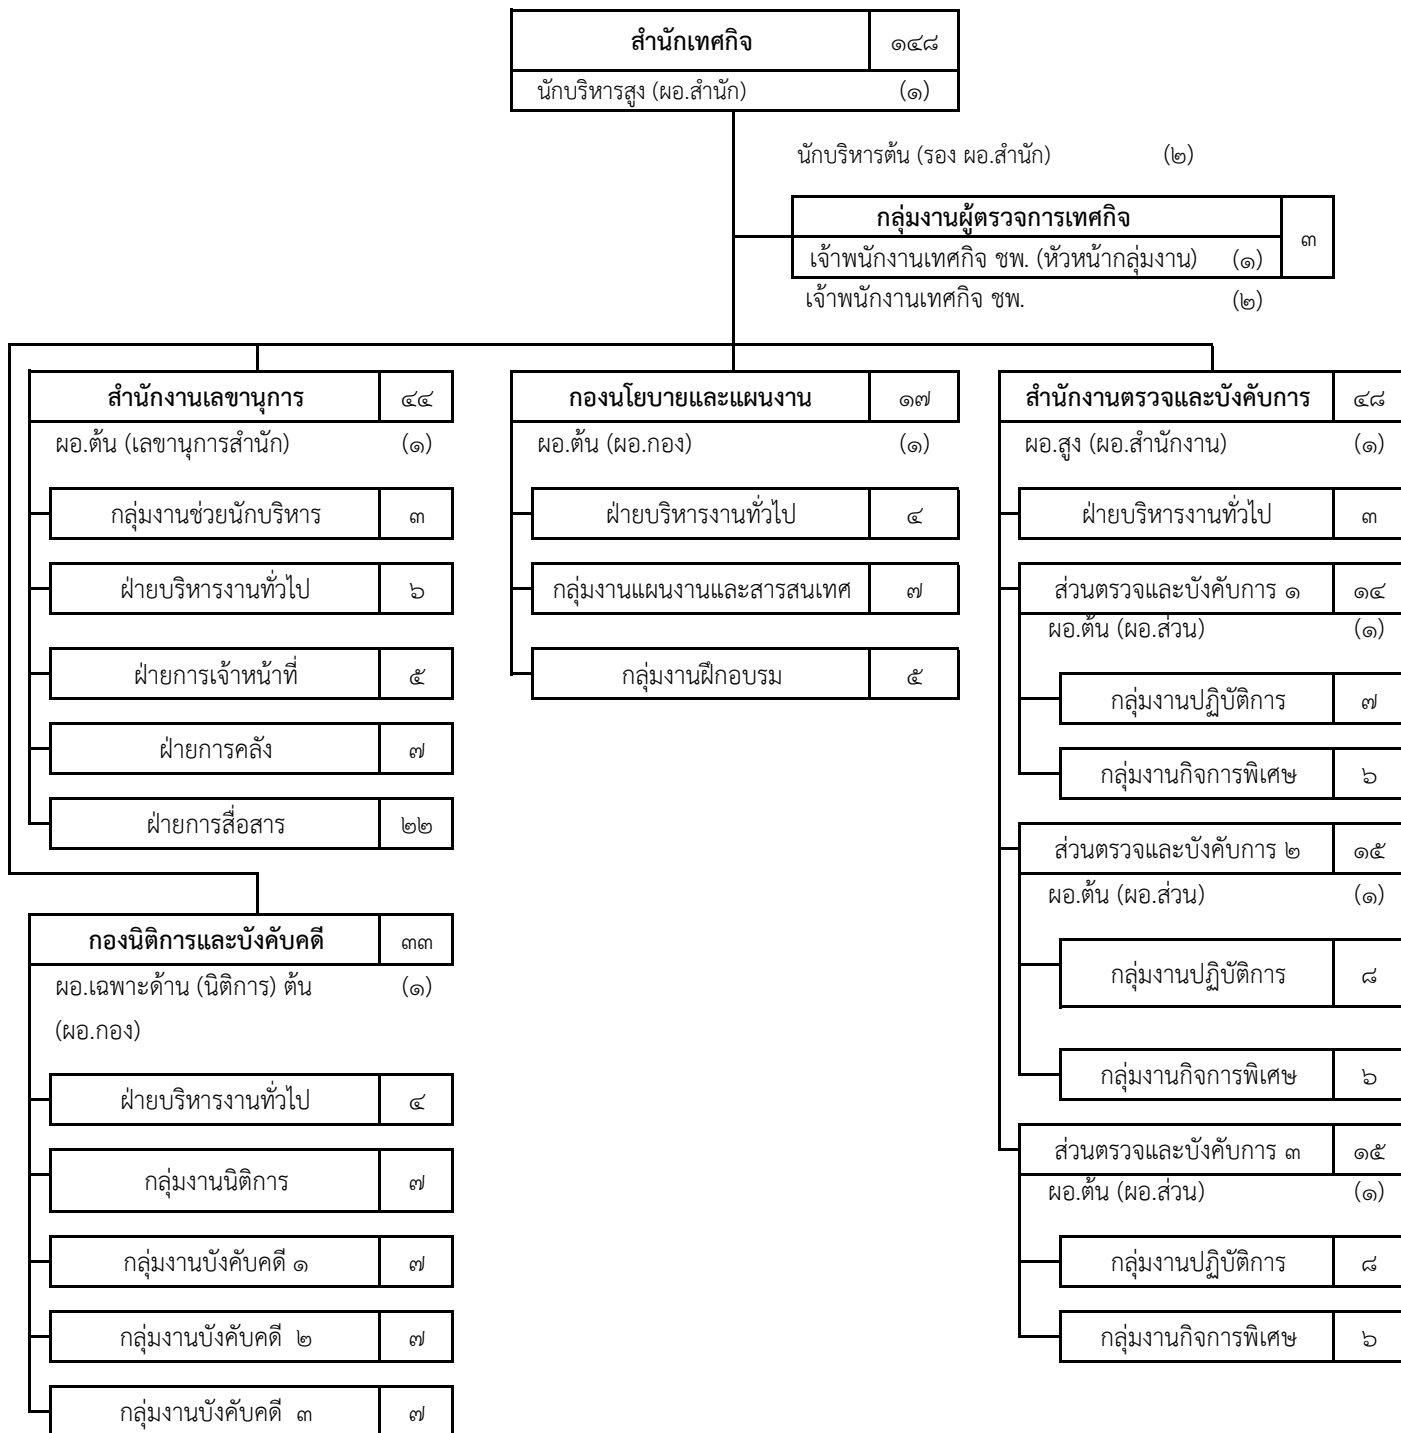 สำนักเทศกิจ ๑๔๘
นักบริหารสูง (ผอ.สำนัก) (๑)
นักบริหารต้น (รอง ผอ.สำนัก) (๒)
กลุ่มงานผู้ตรวจการเทศกิจ ๓
เจ้าพนักงานเทศกิจ ชพ. (หัวหน้ากลุ่มงาน) (๑)
เจ้าพนักงานเทศกิจ ชพ. (๒)
สำนักงานเลขานุการ ๔๔
ผอ.ต้น (เลขานุการสำนัก) (๑)
กลุ่มงานช่วยนักบริหาร ๓
ฝ่ายบริหารงานทั่วไป ๖
ฝ่ายการเจ้าหน้าที่ ๕
ฝ่ายการคลัง ๗
ฝ่ายการสื่อสาร ๒๒
กองนิติการและบังคับคดี ๓๓
ผอ.เฉพาะด้าน (นิติการ) ต้น (๑)
(ผอ.กอง)
ฝ่ายบริหารงานทั่วไป ๔
กลุ่มงานนิติการ ๗
กลุ่มงานบังคับคดี ๑ ๗
กลุ่มงานบังคับคดี ๒ ๗
กลุ่มงานบังคับคดี ๓ ๗
กองนโยบายและแผนงาน ๑๗
ผอ.ต้น (ผอ.กอง) (๑)
ฝ่ายบริหารงานทั่วไป ๔
กลุ่มงานแผนงานและสารสนเทศ ๗
กลุ่มงานฝึกอบรม ๕
สำนักงานตรวจและบังคับการ ๔๘
ผอ.สูง (ผอ.สำนักงาน) (๑)
ฝ่ายบริหารงานทั่วไป ๓
ส่วนตรวจและบังคับการ ๑ ๑๔
ผอ.ต้น (ผอ.ส่วน) (๑)
กลุ่มงานปฏิบัติการ ๗
กลุ่มงานกิจการพิเศษ ๖
ส่วนตรวจและบังคับการ ๒ ๑๕
ผอ.ต้น (ผอ.ส่วน) (๑)
กลุ่มงานปฏิบัติการ ๘
กลุ่มงานกิจการพิเศษ ๖
ส่วนตรวจและบังคับการ ๓ ๑๕
ผอ.ต้น (ผอ.ส่วน) (๑)
กลุ่มงานปฏิบัติการ ๘
กลุ่มงานกิจการพิเศษ ๖